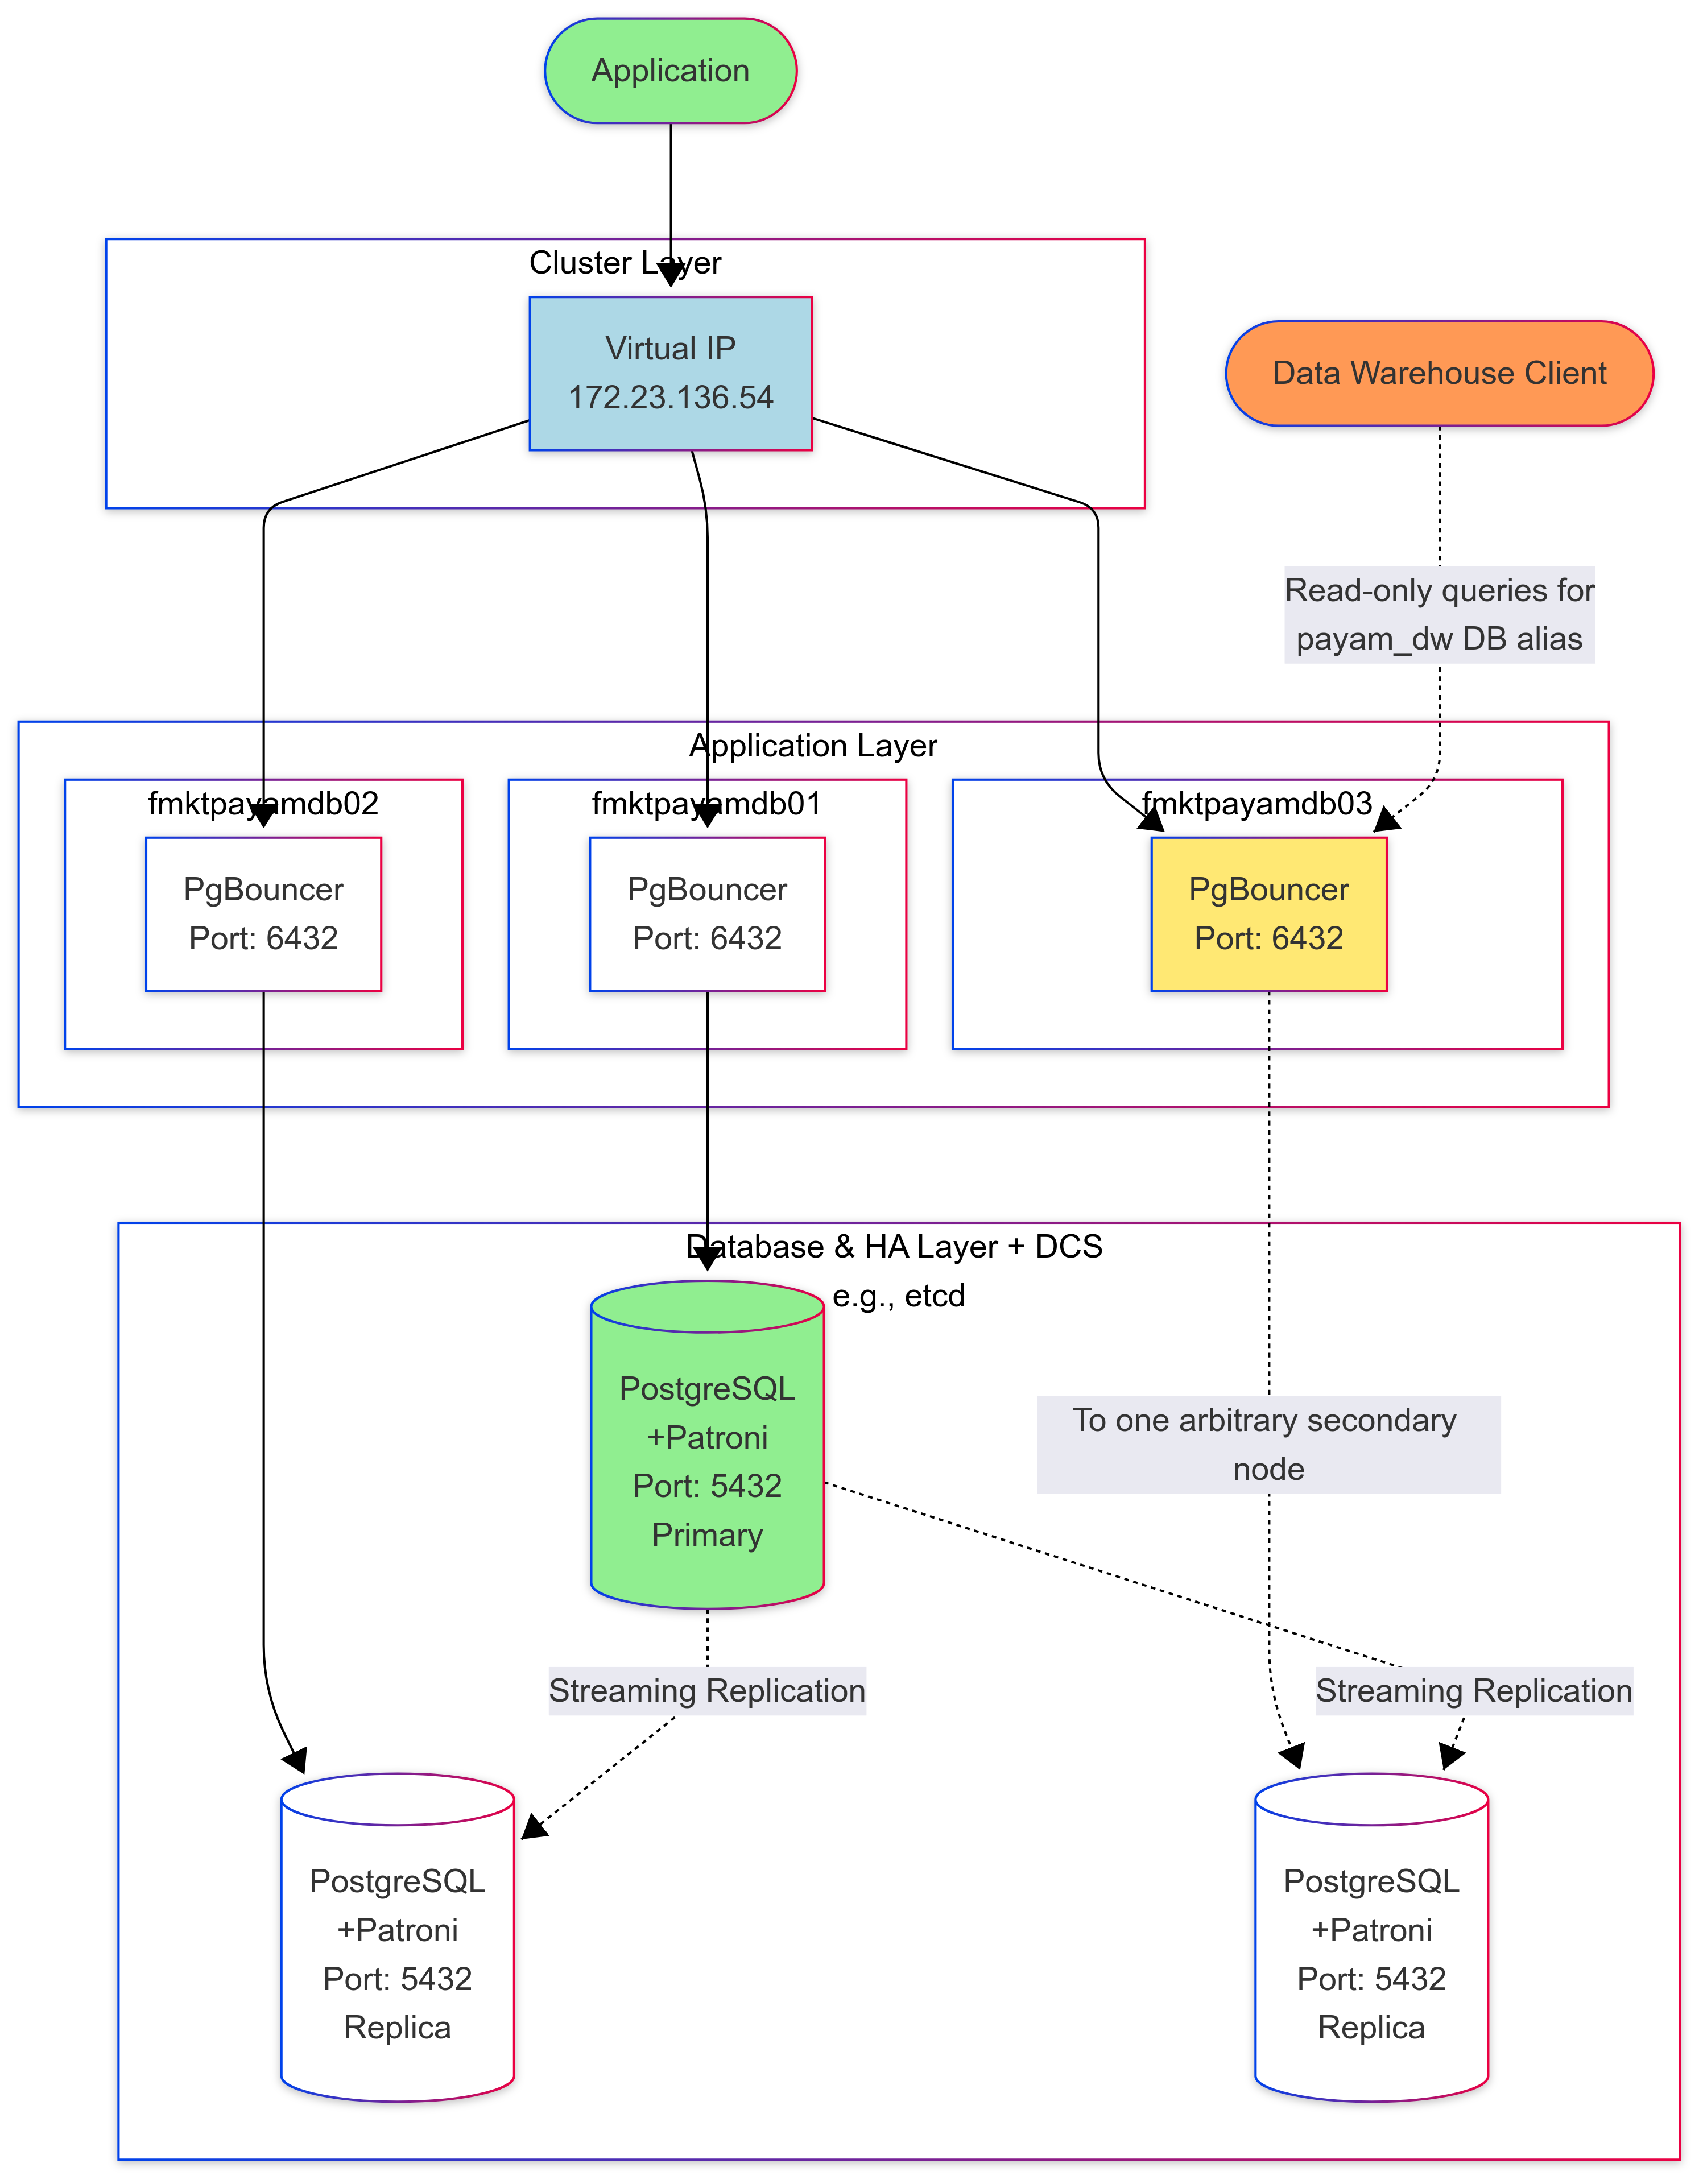 Application
Cluster Layer
Virtual IP
172.23.136.54
Data Warehouse Client
Read-only queries for
payam_dw DB alias
Application Layer
fmktpayamdb02
PgBouncer
Port: 6432
fmktpayamdb01
PgBouncer
Port: 6432
fmktpayamdb03
PgBouncer
Port: 6432
Database & HA Layer + DCS
e.g., etcd
PostgreSQL
+Patroni
Port: 5432
Primary
To one arbitrary secondary
node
Streaming Replication
Streaming Replication
PostgreSQL
+Patroni
Port: 5432
Replica
PostgreSQL
+Patroni
Port: 5432
Replica